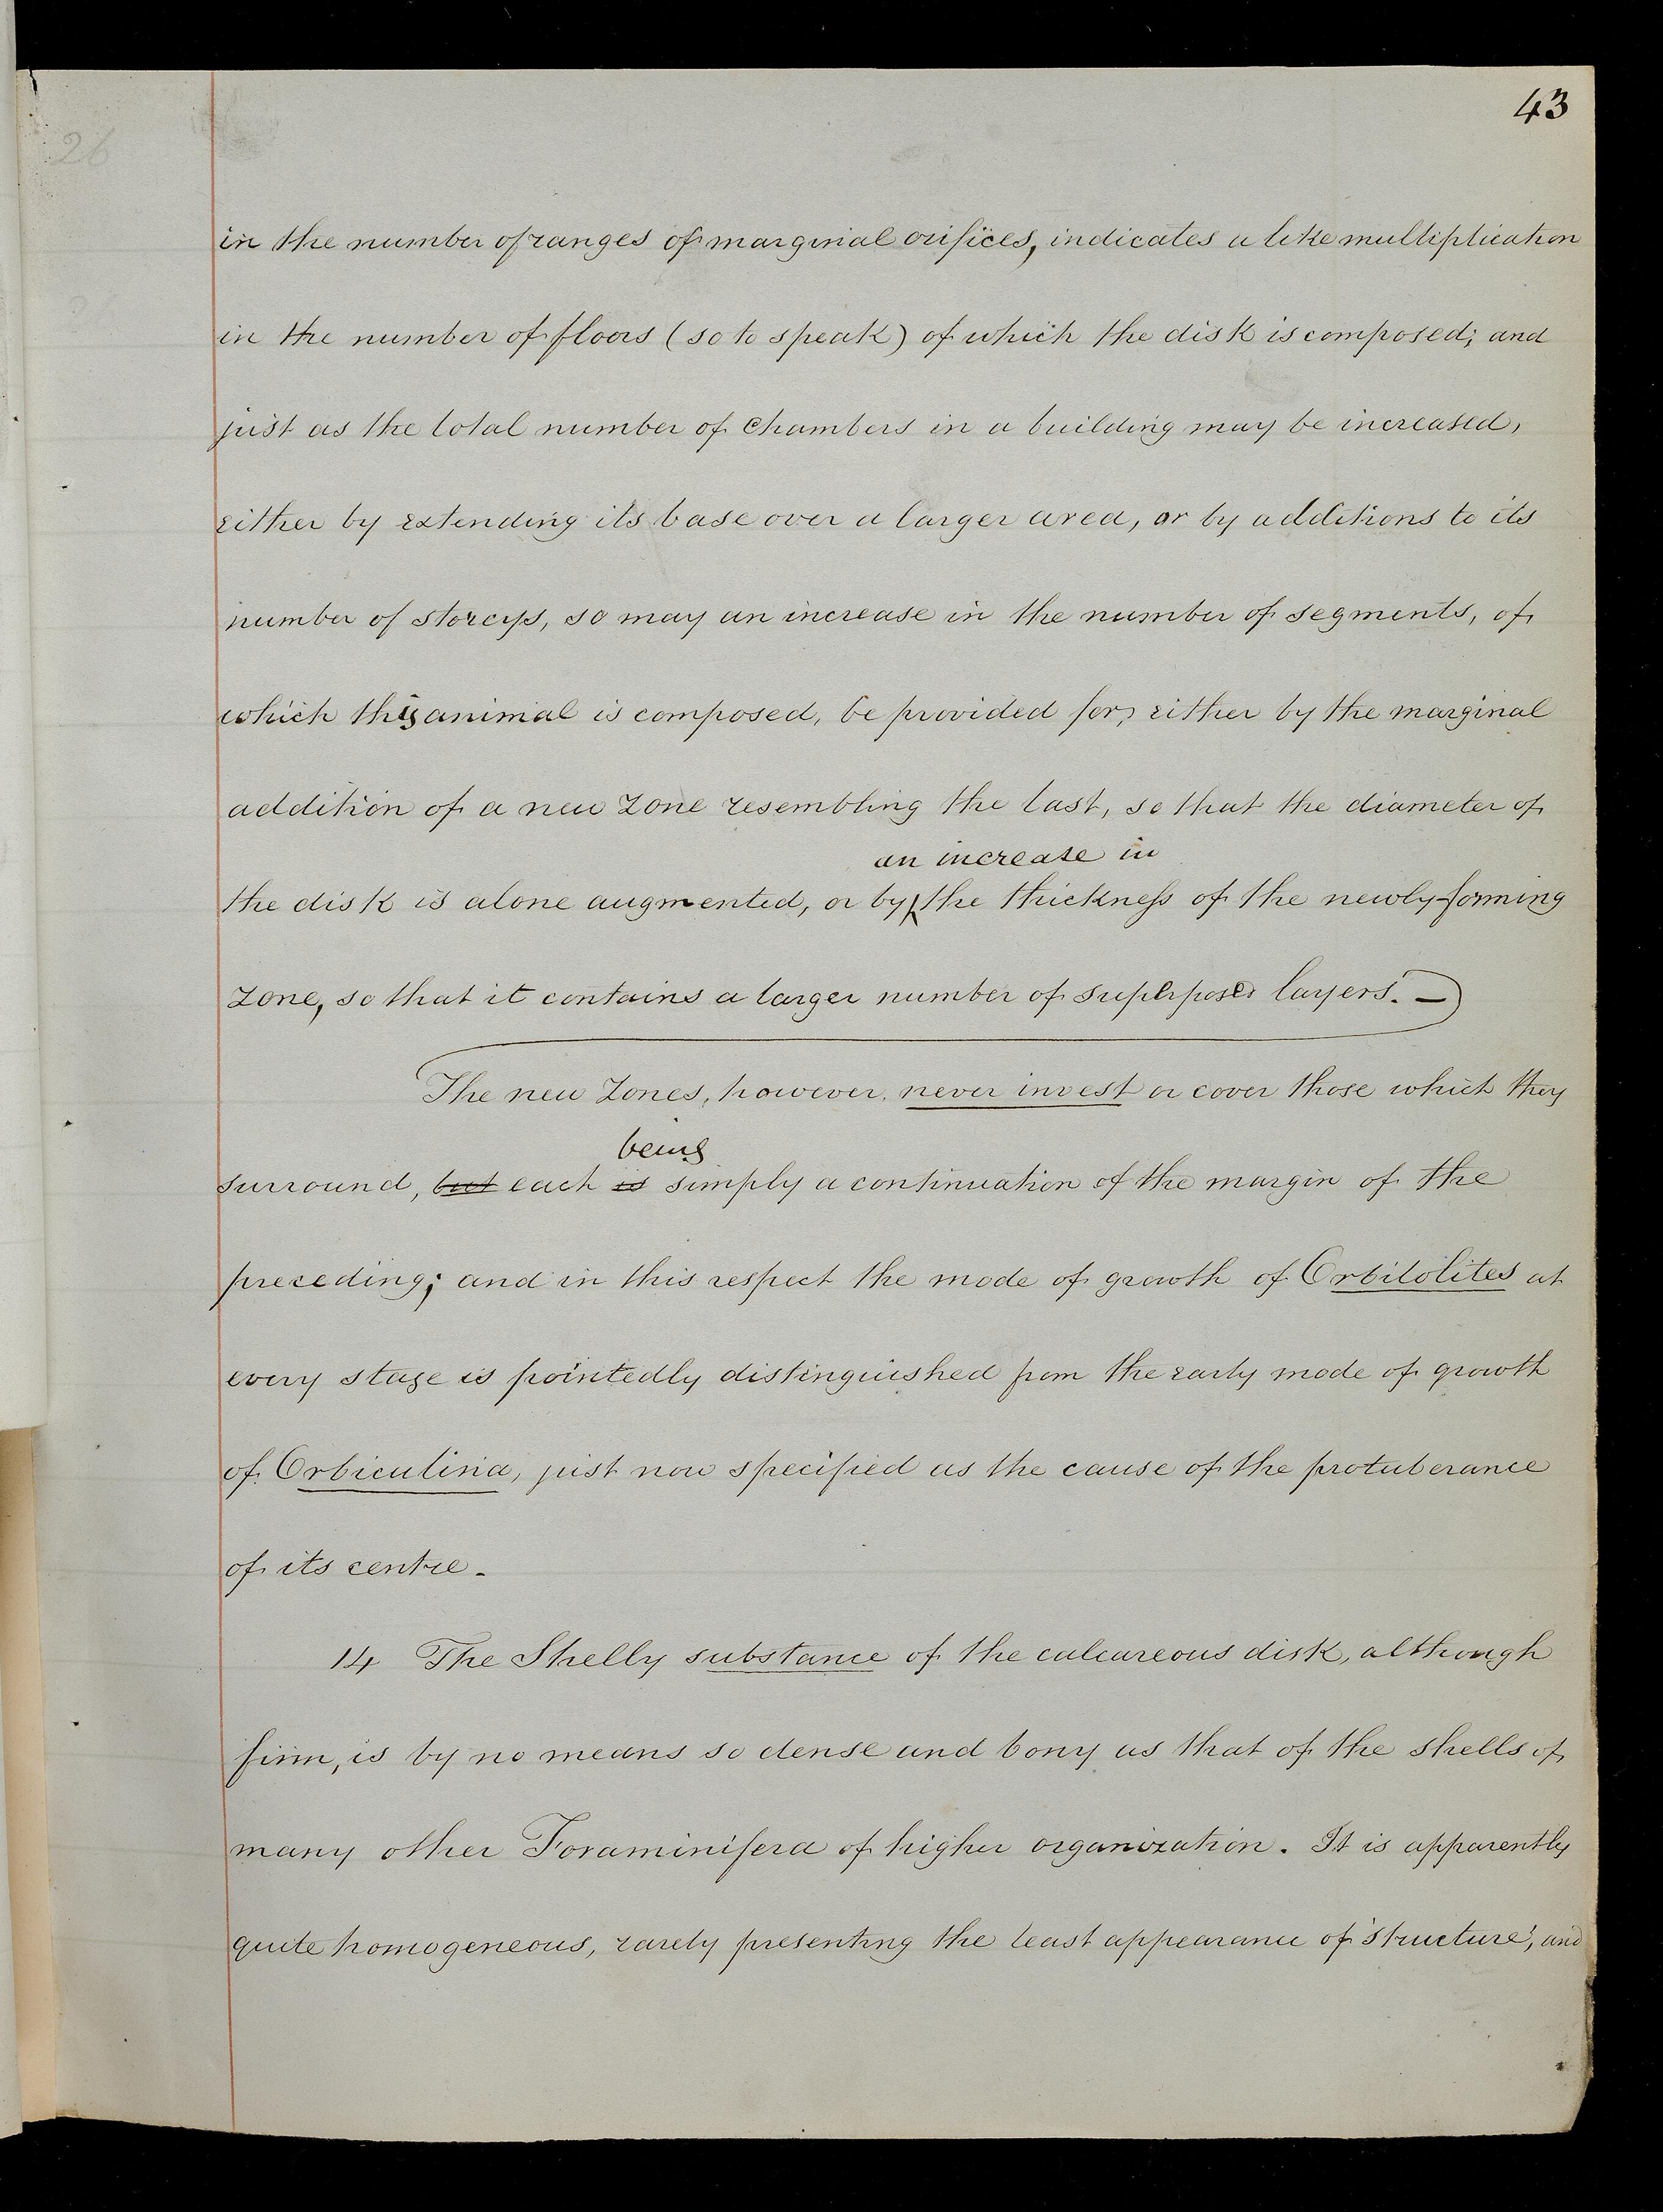 43
26
in the number of ranges of marginal orifices, indicates a like multiplication
in the number of floors (so to speak) of which the disk is composed; and
just as the total number of chambers in a building may be increased,
either by extending its base over a larger area, or by additions to its
number of storeys, so may an increase in the number of segments, of
which this animal is composed, be provided for, either by the marginal
addition of a new zone resembling the last, so that the diameter of
an increase in
the disk is alone augmented, or by the thickness of the newly-forming
zone, so that it contains a larger number of superposed layers. —
The new zones, however, never invest or cover those which they
being
surround, but each is simply a continuation of the margin of the
preceding; and in this respect the mode of growth of Orbitolites at
every stage is pointedly distinguished from the early mode of growth
of Orbiculina, just now specified as the cause of the protuberance
of its centre.
14 The Shelly substance of the calcareous disk, although
firm, is by no means so dense and bony as that of the shells of
many other Foraminifera of higher organization. It is apparently
quite homogeneous, rarely presenting the least appearance of 'structure', and